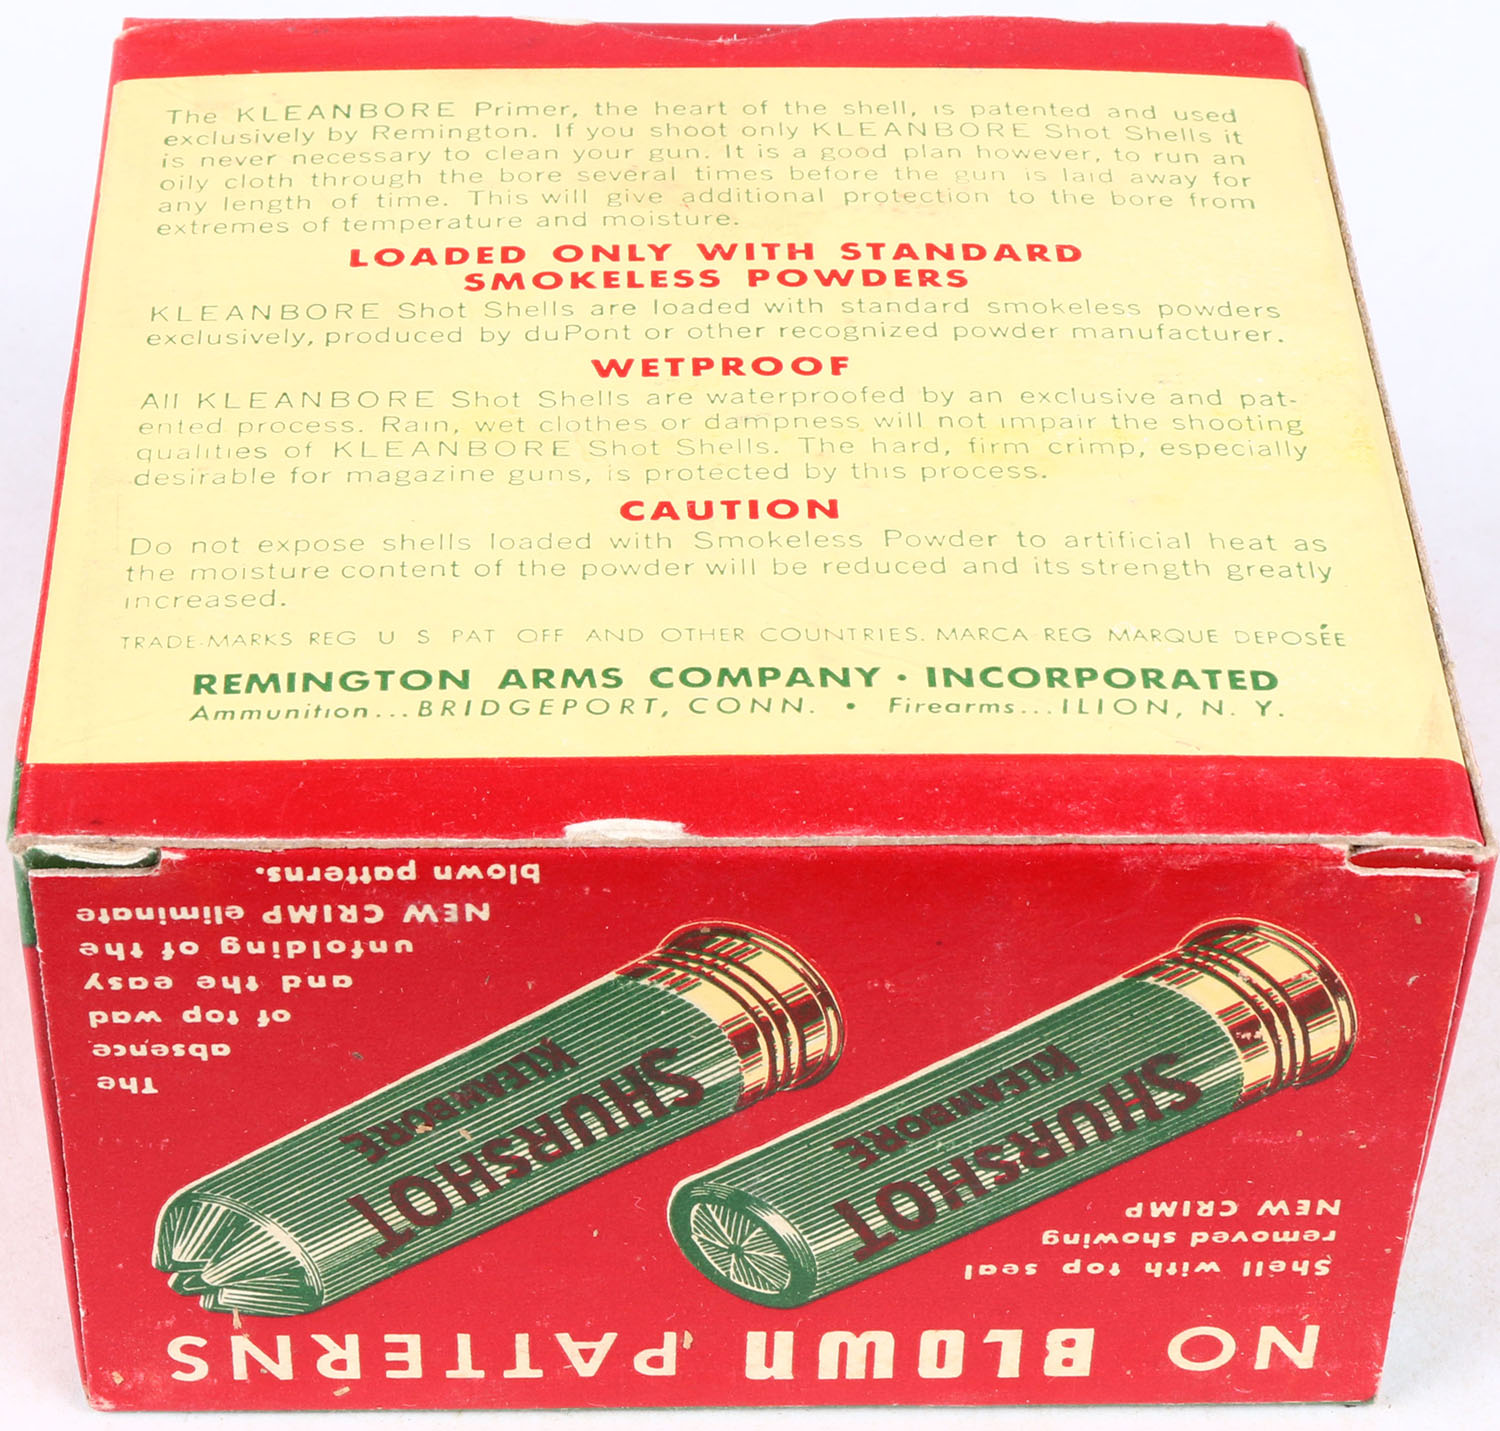 The KLEANBORE Primer, the heart of the shell, is patented and used
exclusively by Remington. If you shoot only KLEANBORE Shot Shells it
is never necessary to clean your gun. It is a good plan however, to run an
oily cloth through the bore several times before the gun is laid away for
any length of time. This will give additional protection to the bore from
extremes of temperature and moisture.
LOADED ONLY WITH STANDARD
SMOKELESS POWDERS
KLEANBORE Shot Shells are loaded with standard smokeless powders
exclusively, produced by duPont or other recognized powder manufacturer.
WETPROOF
All KLEANBORE Shot Shells are waterproofed by an exclusive and pat-
ented process. Rain, wet clothes or dampness will not impair the shooting
qualities of KLEANBORE Shot Shells. The hard, firm crimp, especially
desirable for magazine guns, is protected by this process.
CAUTION
Do not expose shells loaded with Smokeless Powder to artificial heat as
the moisture content of the powder will be reduced and its strength greatly
increased.
TRADE-MARKS REG U S PAT OFF AND OTHER COUNTRIES. MARCA REG MARQUE DEPOSÉE
REMINGTON ARMS COMPANY · INCORPORATED
Ammunition...BRIDGEPORT, CONN. • Firearms...ILION, N. Y.
NO BLOWN PATTERNS
Shell with top seal
removed showing
NEW CRIMP
SHURSHOT
KLEANBORE
SHURSHOT
KLEANBORE
The
absence
of top wad
and the easy
unfolding of the
NEW CRIMP eliminate
blown patterns.